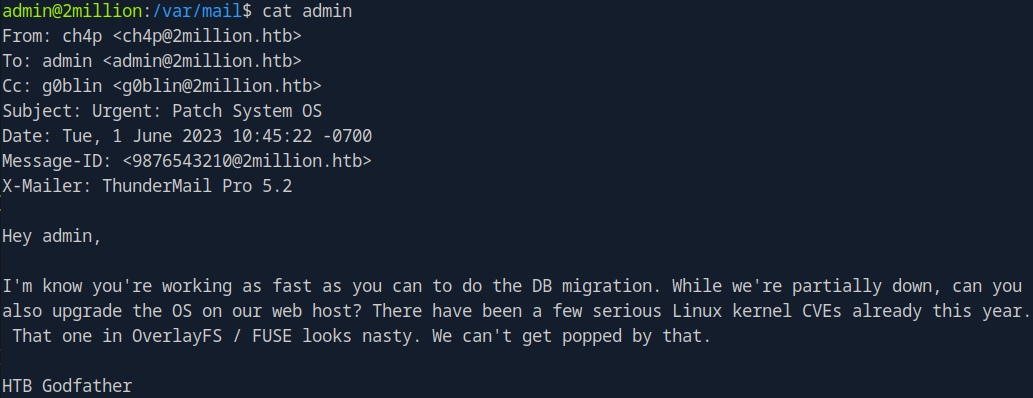 admin@2million:/var/mail$ cat admin
From: ch4p <ch4p@2million.htb>
To: admin <admin@2million.htb>
Cc: g0blin <g0blin@2million.htb>
Subject: Urgent: Patch System OS
Date: Tue, 1 June 2023 10:45:22 -0700
Message-ID: <9876543210@2million.htb>
X-Mailer: ThunderMail Pro 5.2
Hey admin,
I'm know you're working as fast as you can to do the DB migration. While we're partially down, can you
also upgrade the OS on our web host? There have been a few serious Linux kernel CVEs already this year.
That one in OverlayFS / FUSE looks nasty. We can't get popped by that.
HTB Godfather